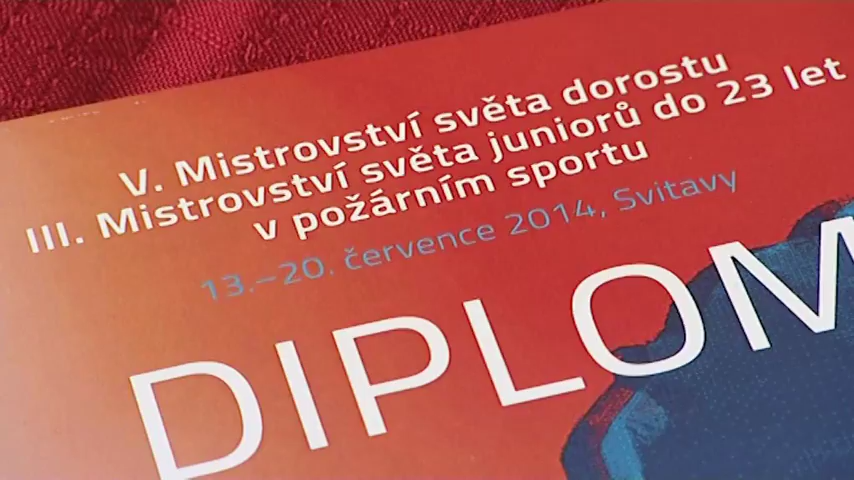 V. Mistrovství světa dorostu
III. Mistrovství světa juniorů do 23 let
v požárním sportu
13.–20. července 2014, Svitavy
DIPLOM